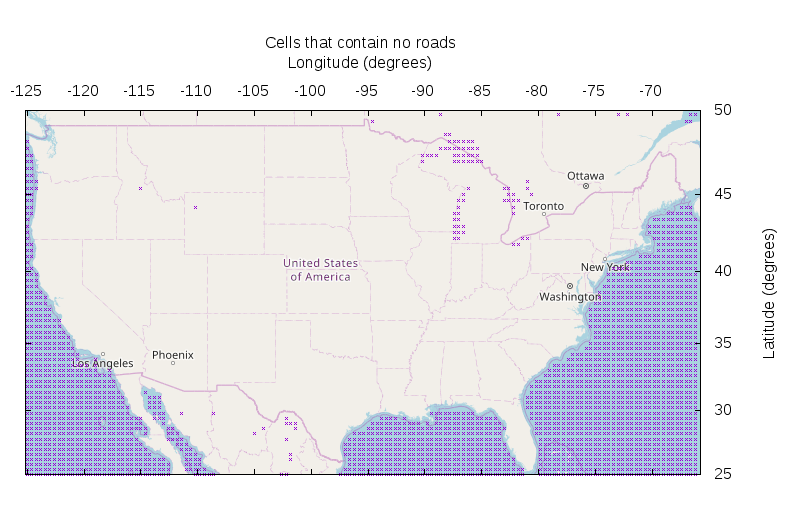 Cells that contain no roads
Longitude (degrees)
-125 -120 -115 -110 -105 -100 -95 -90 -85 -80 -75 -70
50
Ottawa
45
Toronto
United States
of America
New York
40
Washington
Latitude (degrees)
35
Los Angeles
Phoenix
30
25